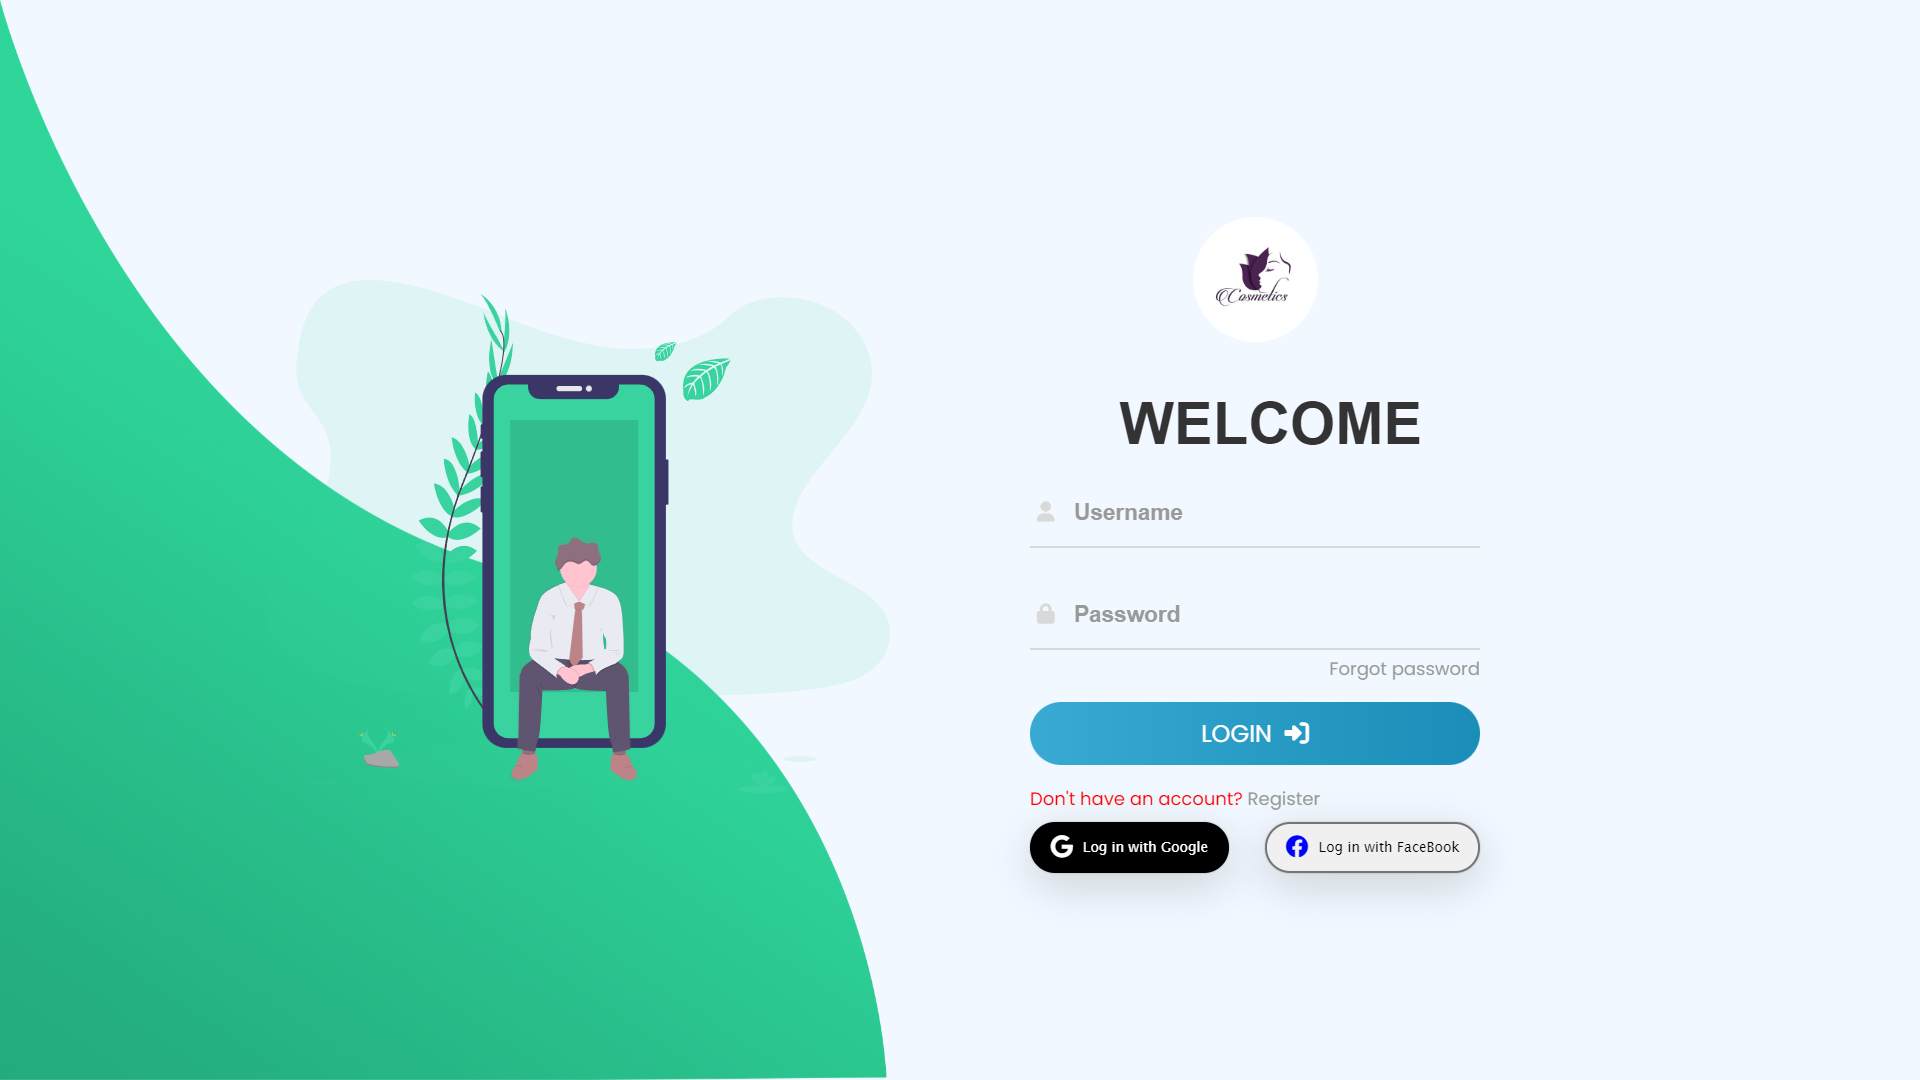 Cosmetics
WELCOME
Username
Password
Forgot password
LOGIN
Don't have an account? Register
Log in with Google
Log in with FaceBook